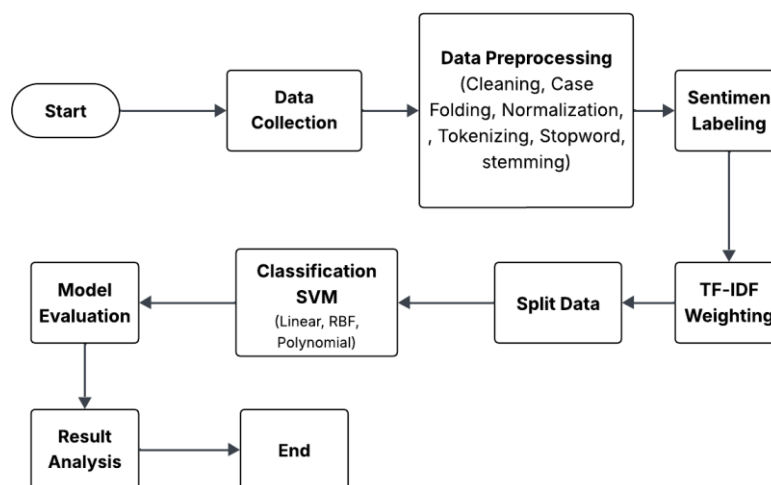 Start
Data
Collection
Data Preprocessing
(Cleaning, Case
Folding, Normalization,
, Tokenizing, Stopword,
stemming)
Sentimen
Labeling
TF-IDF
Weighting
Split Data
Classification
SVM
(Linear, RBF,
Polynomial)
Model
Evaluation
Result
Analysis
End